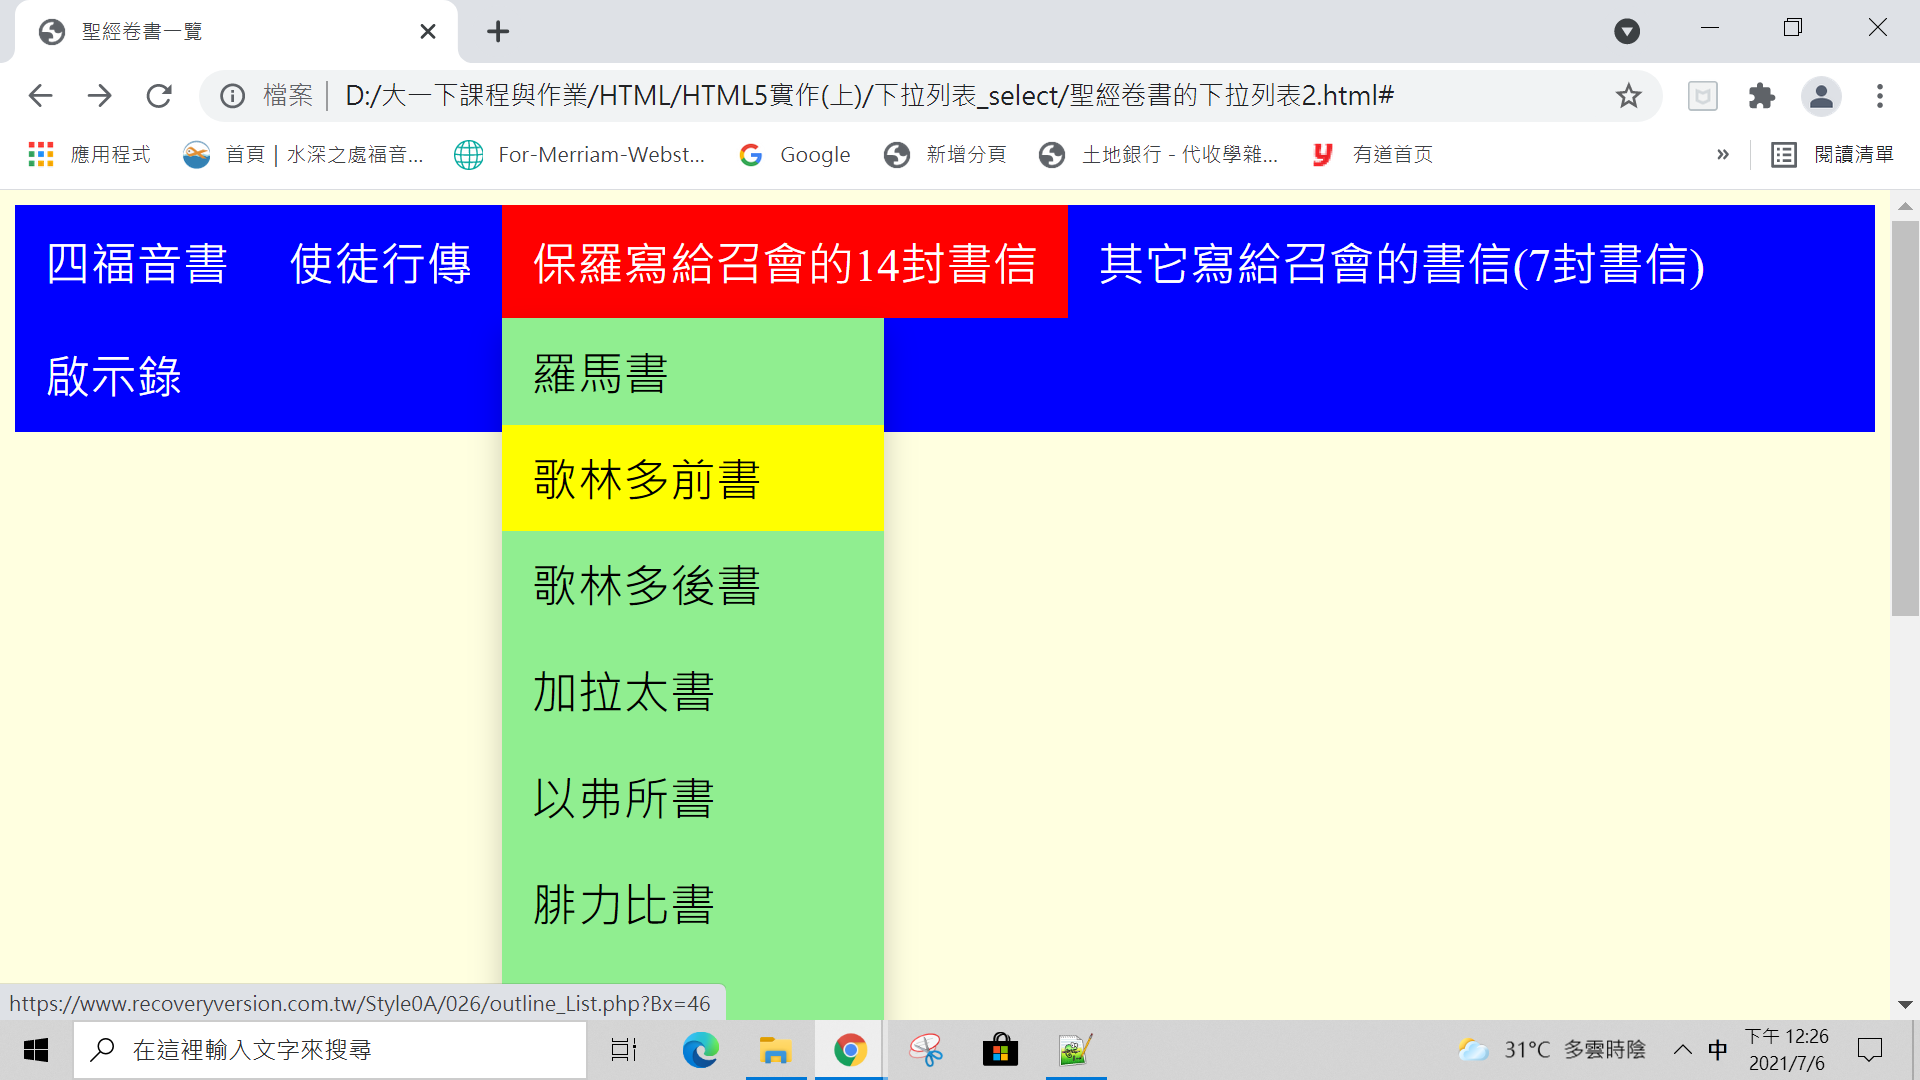 聖經卷書一覽
檔案 | D:/大一下課程與作業/HTML/HTML5實作(上)/下拉列表_select/聖經卷書的下拉列表2.html#
應用程式 首頁 | 水深之處福音... For-Merriam-Webst... Google 新增分頁 土地銀行 - 代收學雜... 有道首页 » 閱讀清單
四福音書 使徒行傳 保羅寫給召會的14封書信 其它寫給召會的書信(7封書信)
啟示錄
羅馬書
歌林多前書
歌林多後書
加拉太書
以弗所書
腓力比書
https://www.recoveryversion.com.tw/Style0A/026/outline_List.php?Bx=46
在這裡輸入文字來搜尋
31°C 多雲時陰
中
下午 12:26
2021/7/6